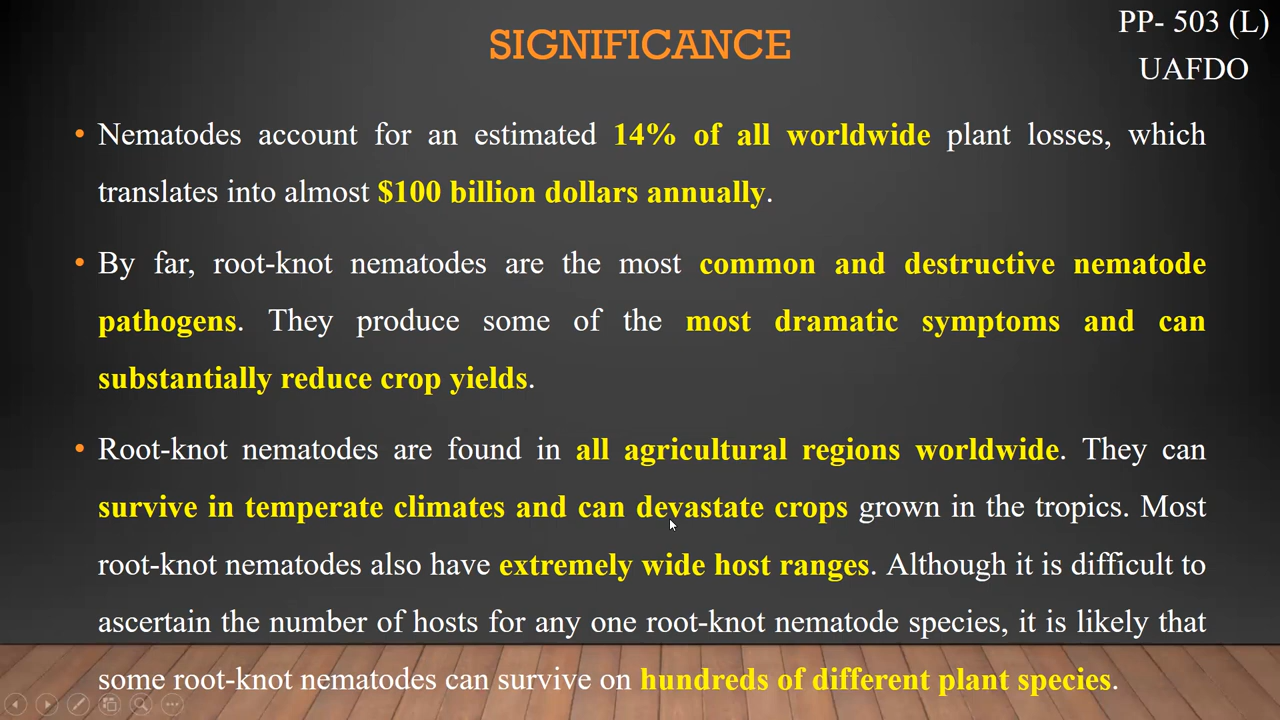 SIGNIFICANCE
PP- 503 (L)
UAFDO
• Nematodes account for an estimated 14% of all worldwide plant losses, which
translates into almost $100 billion dollars annually.
• By far, root-knot nematodes are the most common and destructive nematode
pathogens. They produce some of the most dramatic symptoms and can
substantially reduce crop yields.
• Root-knot nematodes are found in all agricultural regions worldwide. They can
survive in temperate climates and can devastate crops grown in the tropics. Most
root-knot nematodes also have extremely wide host ranges. Although it is difficult to
ascertain the number of hosts for any one root-knot nematode species, it is likely that
some root-knot nematodes can survive on hundreds of different plant species.